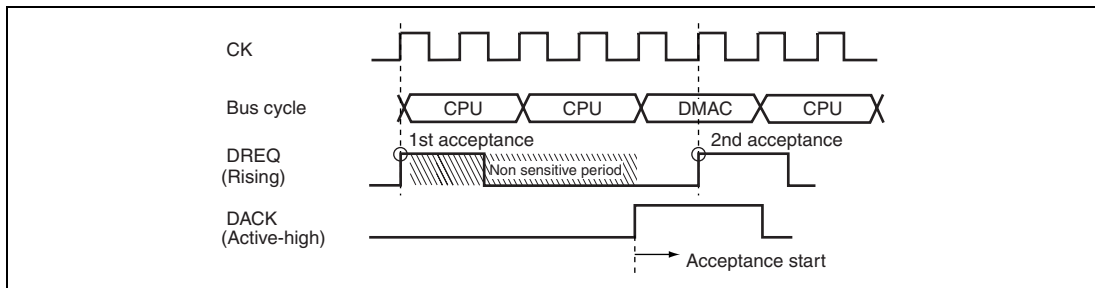 CK
Bus cycle
CPU CPU DMAC CPU
1st acceptance 2nd acceptance
DREQ
(Rising)
Non sensitive period
DACK
(Active-high)
Acceptance start